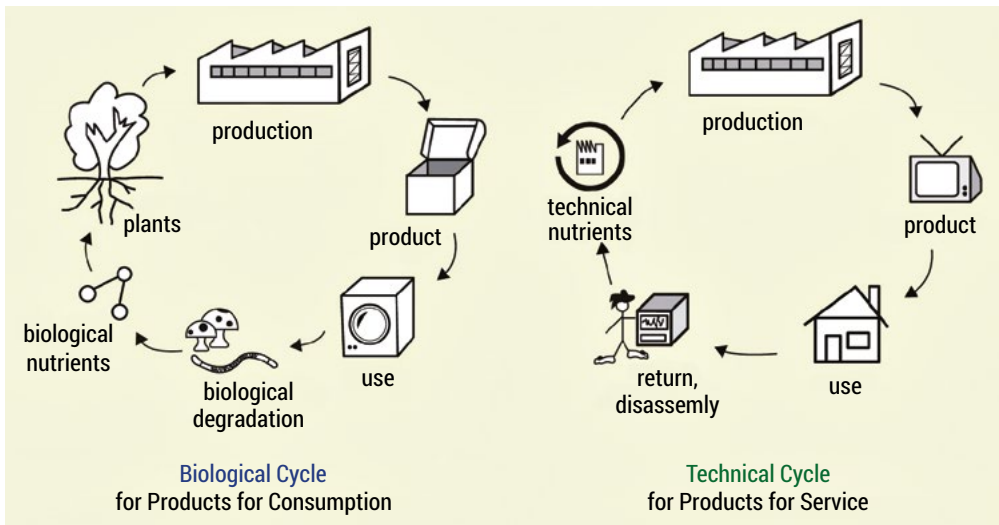 production
plants
product
use
biological
degradation
biological
nutrients
Biological Cycle
for Products for Consumption
production
technical
nutrients
product
use
return,
disassemly
Technical Cycle
for Products for Service